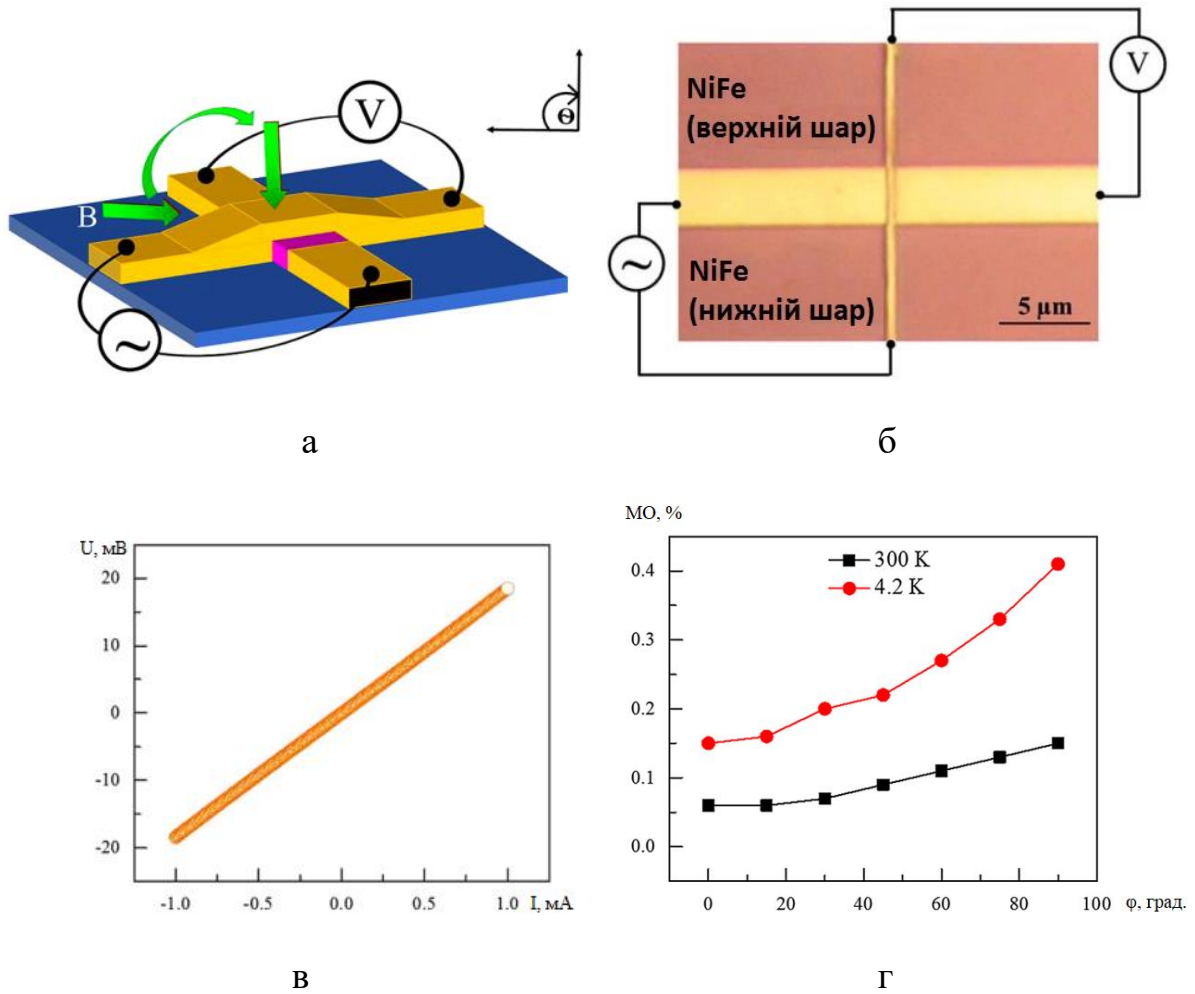 V
Θ
B
~
а
V
NiFe
(верхній шар)
~
NiFe
(нижній шар)
5 µm
б
U, мВ
20
10
0
-10
-20
-1.0 -0.5 0.0 0.5 1.0 I, мА
в
МО, %
0.4
0.3
0.2
0.1
0.0
300 K
4.2 K
0 20 40 60 80 100 φ, град.
г